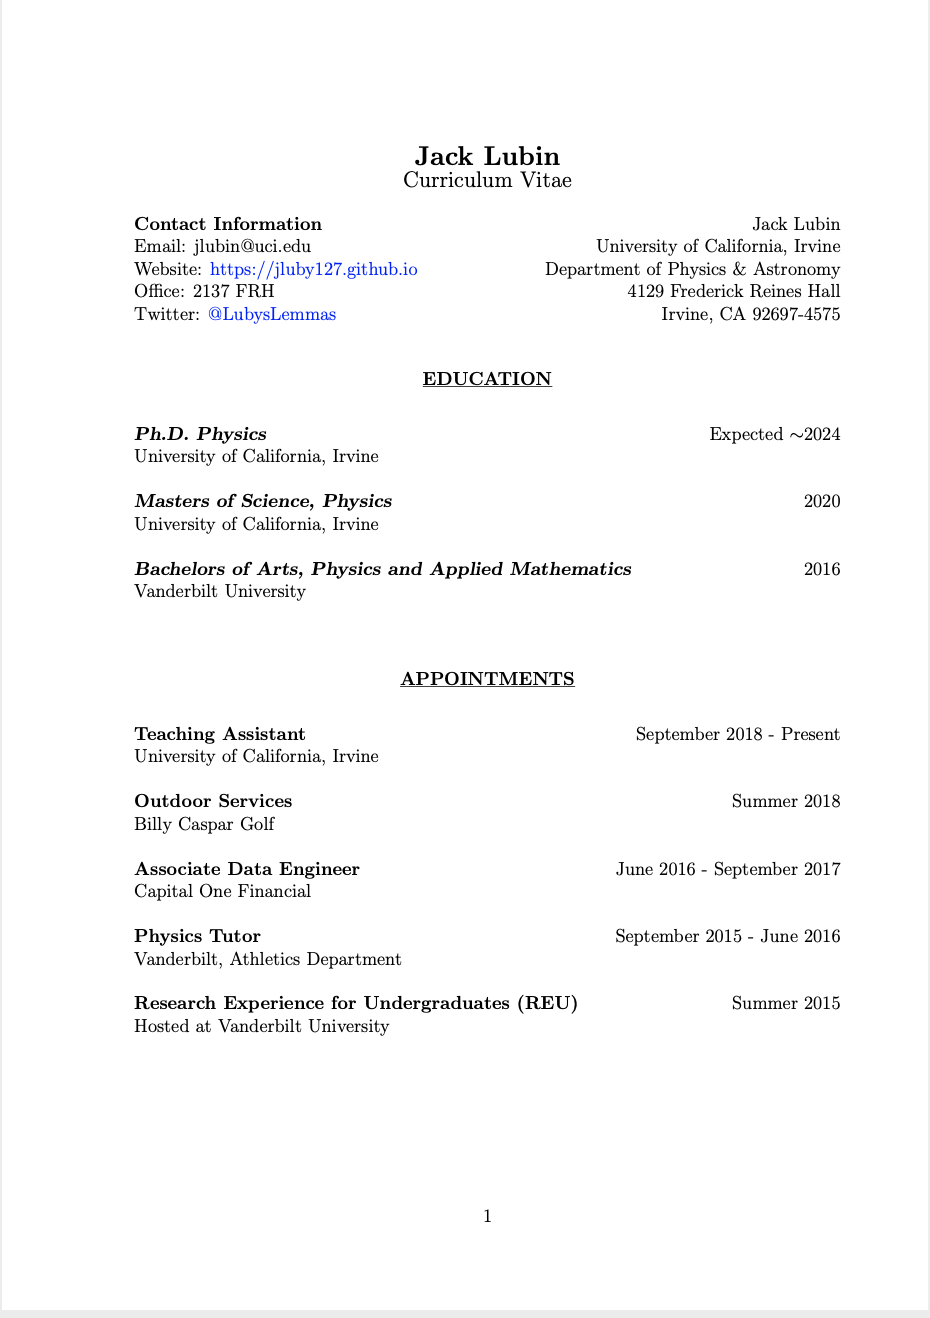 Jack Lubin
Curriculum Vitae
Contact Information
Email: jlubin@uci.edu
Website: https://jluby127.github.io
Office: 2137 FRH
Twitter: @LubysLemmas
Jack Lubin
University of California, Irvine
Department of Physics & Astronomy
4129 Frederick Reines Hall
Irvine, CA 92697-4575
EDUCATION
Ph.D. Physics Expected ~2024
University of California, Irvine
Masters of Science, Physics 2020
University of California, Irvine
Bachelors of Arts, Physics and Applied Mathematics 2016
Vanderbilt University
APPOINTMENTS
Teaching Assistant September 2018 - Present
University of California, Irvine
Outdoor Services Summer 2018
Billy Caspar Golf
Associate Data Engineer June 2016 - September 2017
Capital One Financial
Physics Tutor September 2015 - June 2016
Vanderbilt, Athletics Department
Research Experience for Undergraduates (REU) Summer 2015
Hosted at Vanderbilt University
1